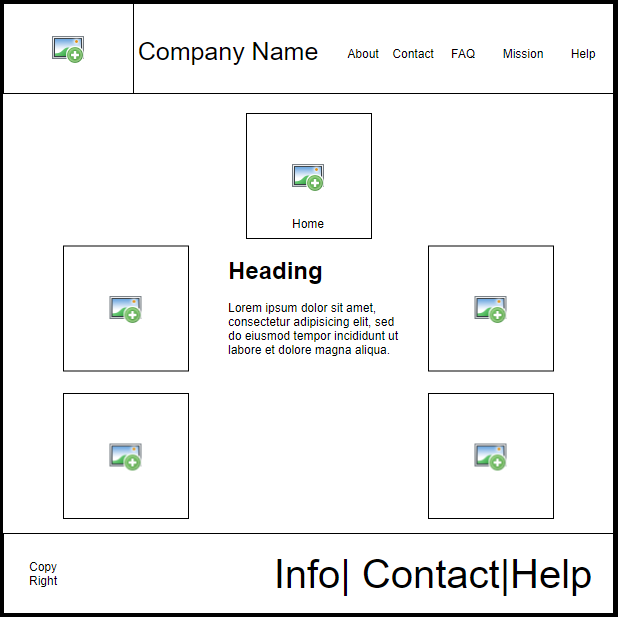 Company Name
About Contact FAQ Mission Help
Home
Heading
Lorem ipsum dolor sit amet,
consectetur adipisicing elit, sed
do eiusmod tempor incididunt ut
labore et dolore magna aliqua.
Copy
Right
Info| Contact|Help